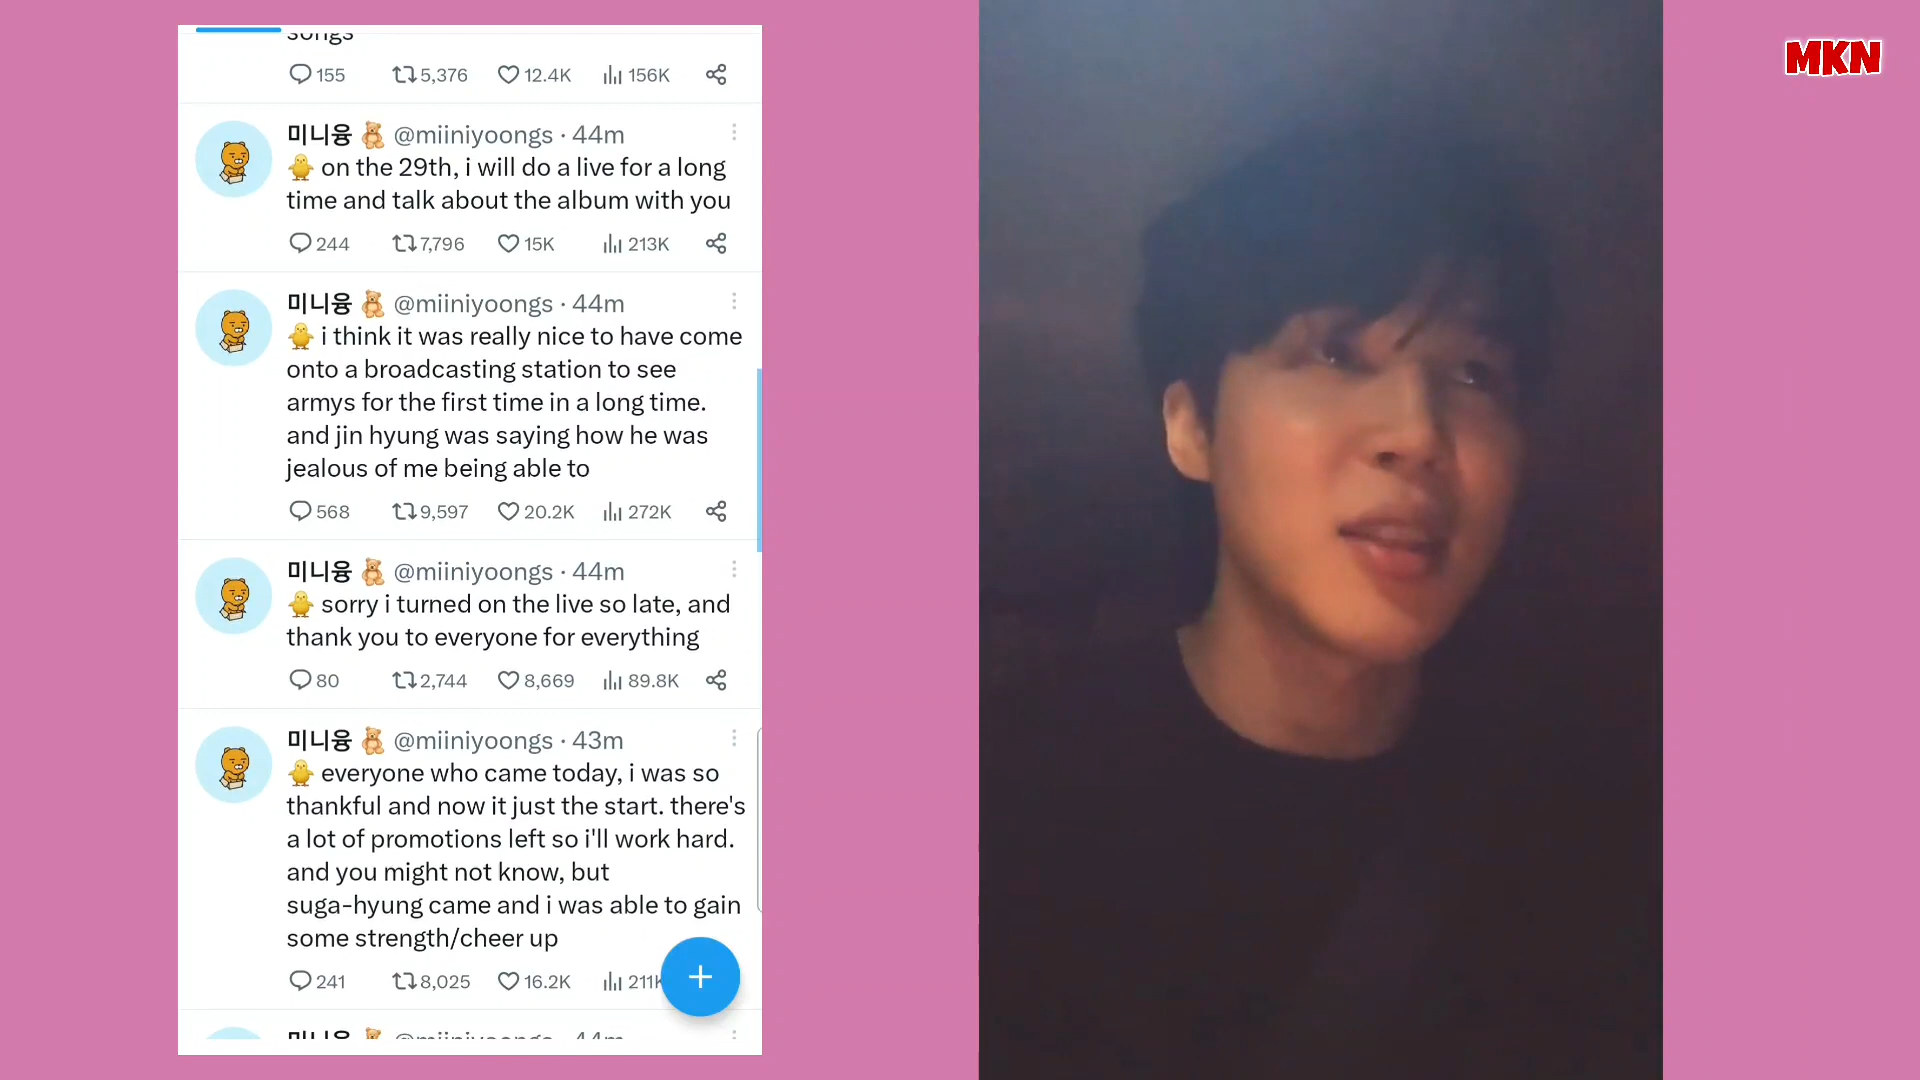 songs
155 5,376 12.4K 156K
미니융 @miiniyoongs · 44m
on the 29th, i will do a live for a long
time and talk about the album with you
244 7,796 15K 213K
미니융 @miiniyoongs · 44m
i think it was really nice to have come
onto a broadcasting station to see
armys for the first time in a long time.
and jin hyung was saying how he was
jealous of me being able to
568 9,597 20.2K 272K
미니융 @miiniyoongs · 44m
sorry i turned on the live so late, and
thank you to everyone for everything
80 2,744 8,669 89.8K
미니융 @miiniyoongs · 43m
everyone who came today, i was so
thankful and now it just the start. there's
a lot of promotions left so i'll work hard.
and you might not know, but
suga-hyung came and i was able to gain
some strength/cheer up
241 8,025 16.2K 211K
미니융 @miiniyoongs · 44m
MKN